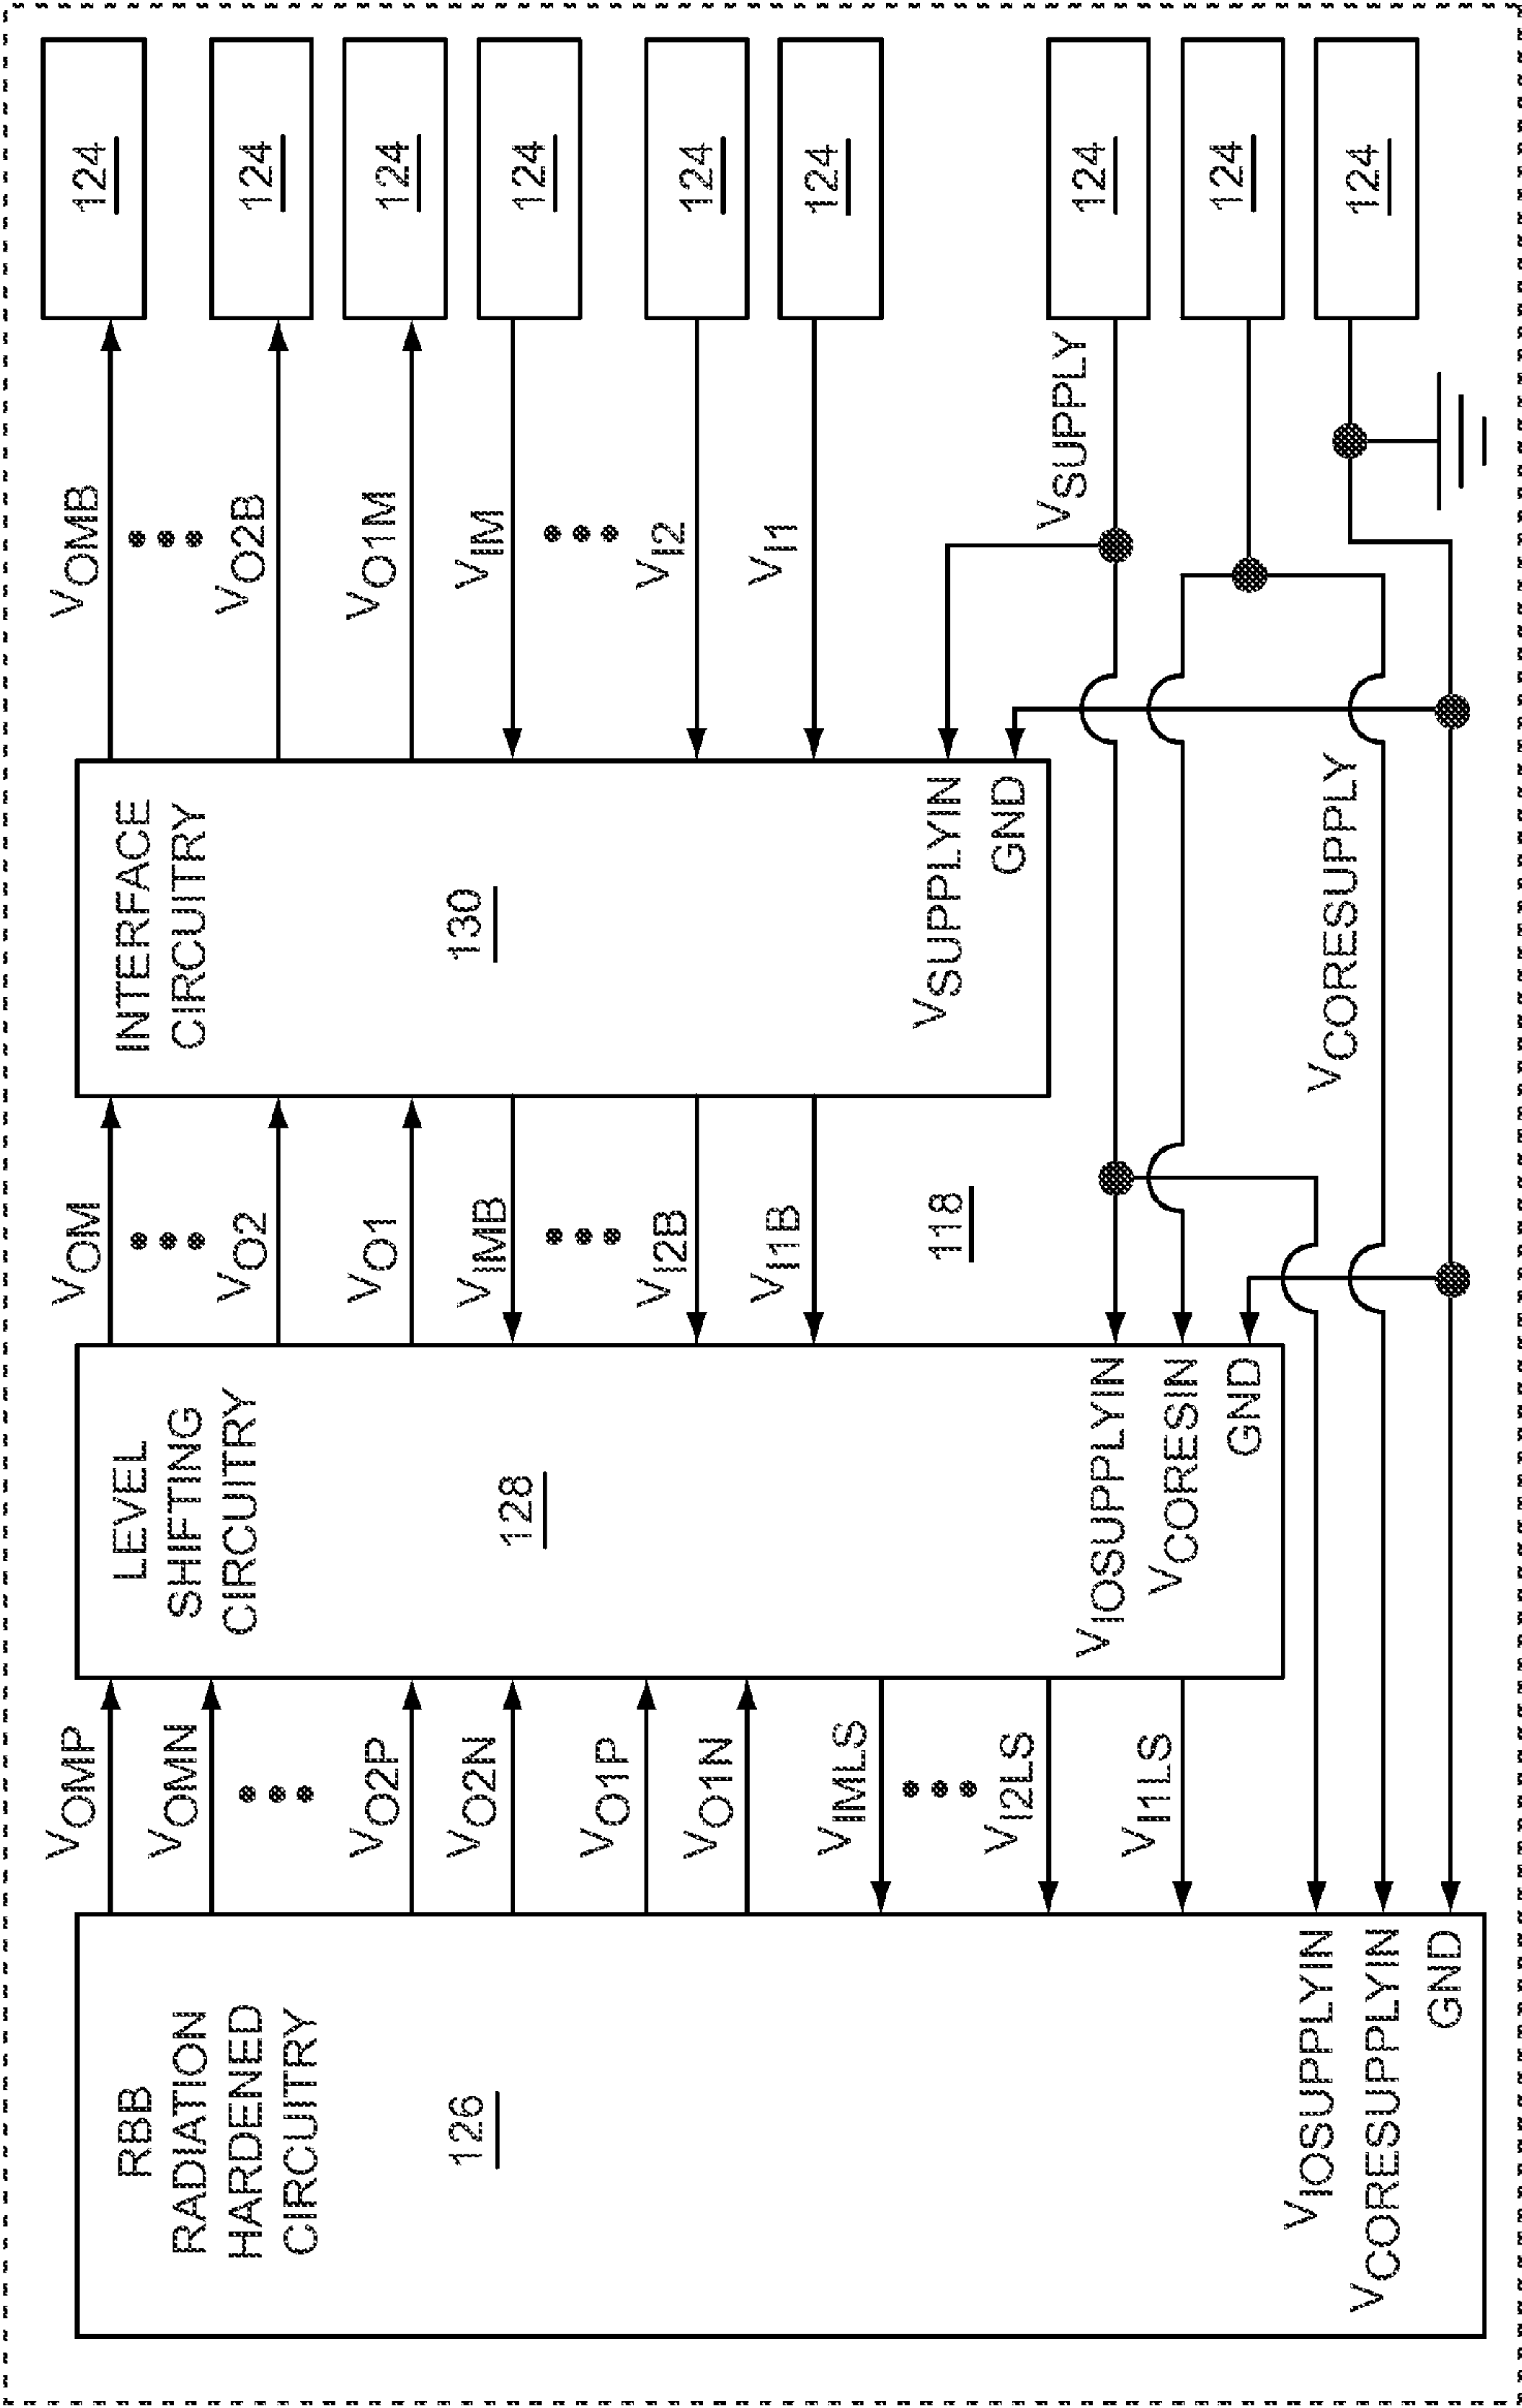 RBB
RADIATION
HARDENED
CIRCUITRY
126
VIOSUPPLYIN
VCORESUPPLYIN
GND
VOMP
VOMN
VO2P
VO2N
VO1P
VO1N
VIMLS
VI2LS
VI1LS
LEVEL
SHIFTING
CIRCUITRY
128
VIOSUPPLYIN
VCORESIN
GND
VOM
VO2
VO1
VIMB
VI2B
VI1B
118
INTERFACE
CIRCUITRY
130
VSUPPLYIN
GND
VCORESUPPLY
VOMB
VO2B
VO1M
VIM
VI2
VI1
VSUPPLY
124
124
124
124
124
124
124
124
124